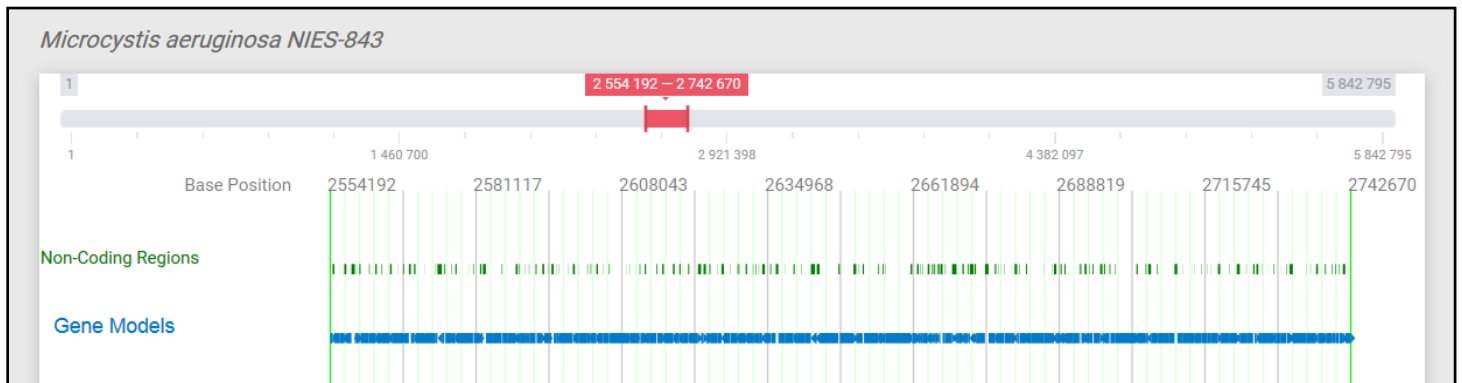 Microcystis aeruginosa NIES-843
1 2 554 192 — 2 742 670 5 842 795
1 1 460 700 2 921 398 4 382 097 5 842 795
Base Position 2554192 2581117 2608043 2634968 2661894 2688819 2715745 2742670
Non-Coding Regions
Gene Models